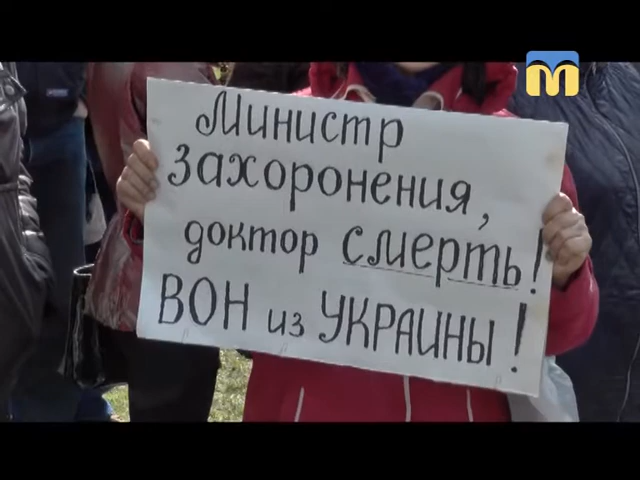 М
Министр
захоронения,
доктор смерть!
ВОН из УКРАИНЫ!